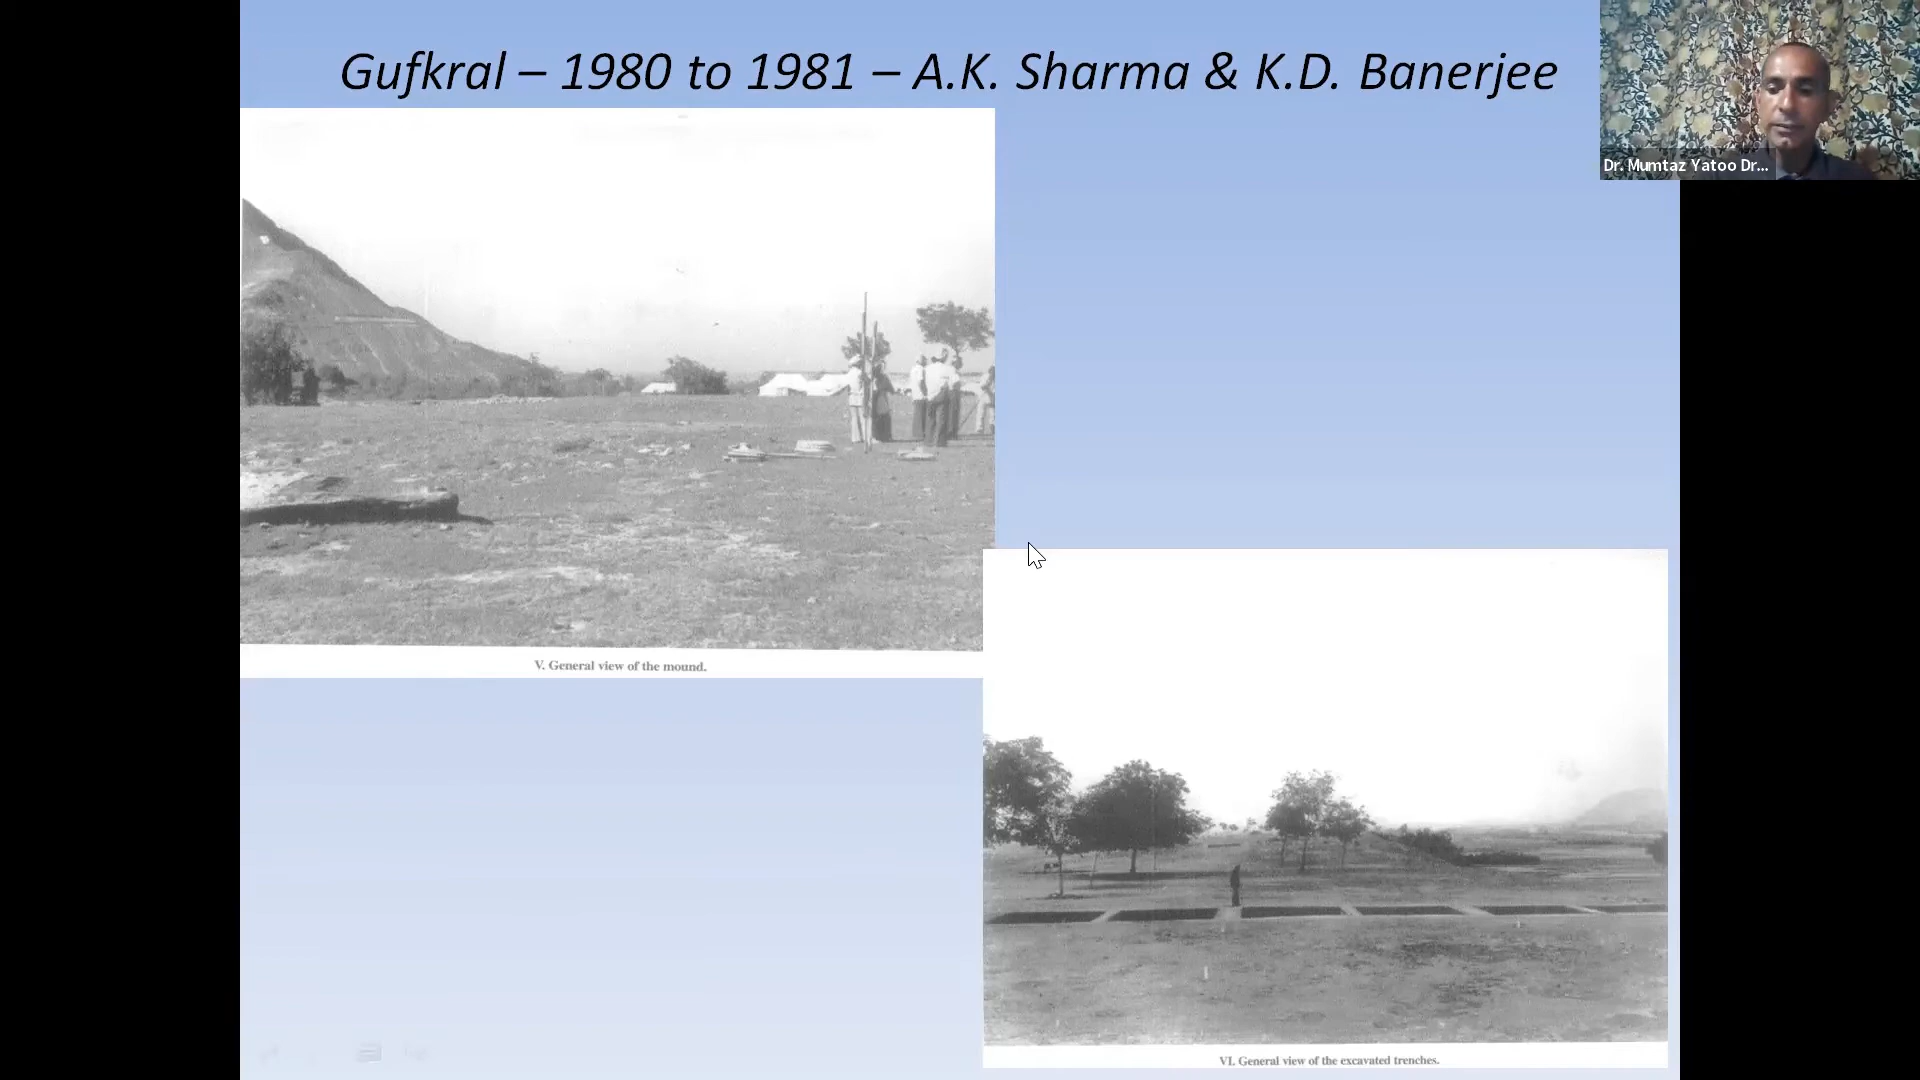 Gufkral – 1980 to 1981 – A.K. Sharma & K.D. Banerjee
Dr. Mumtaz Yatoo Dr...
V. General view of the mound.
VI. General view of the excavated trenches.